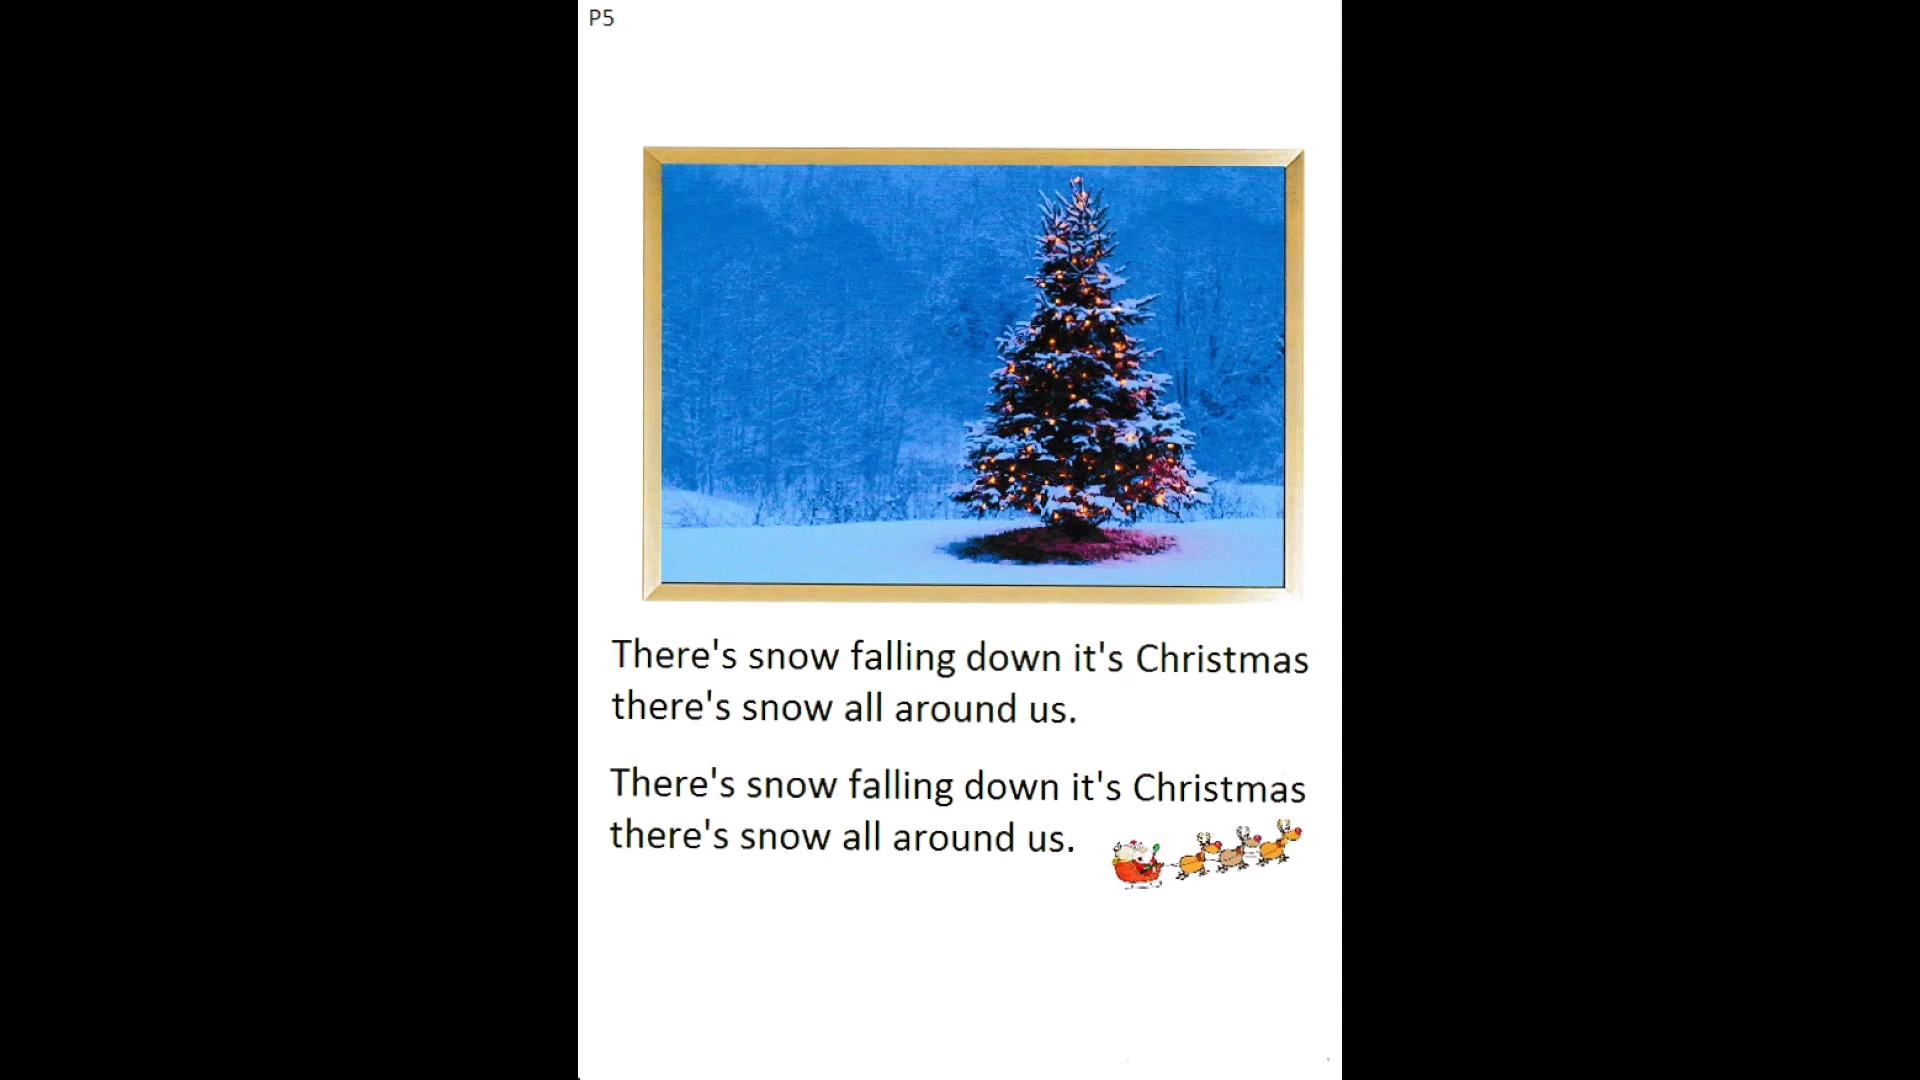 P5
There's snow falling down it's Christmas
there's snow all around us.
There's snow falling down it's Christmas
there's snow all around us.